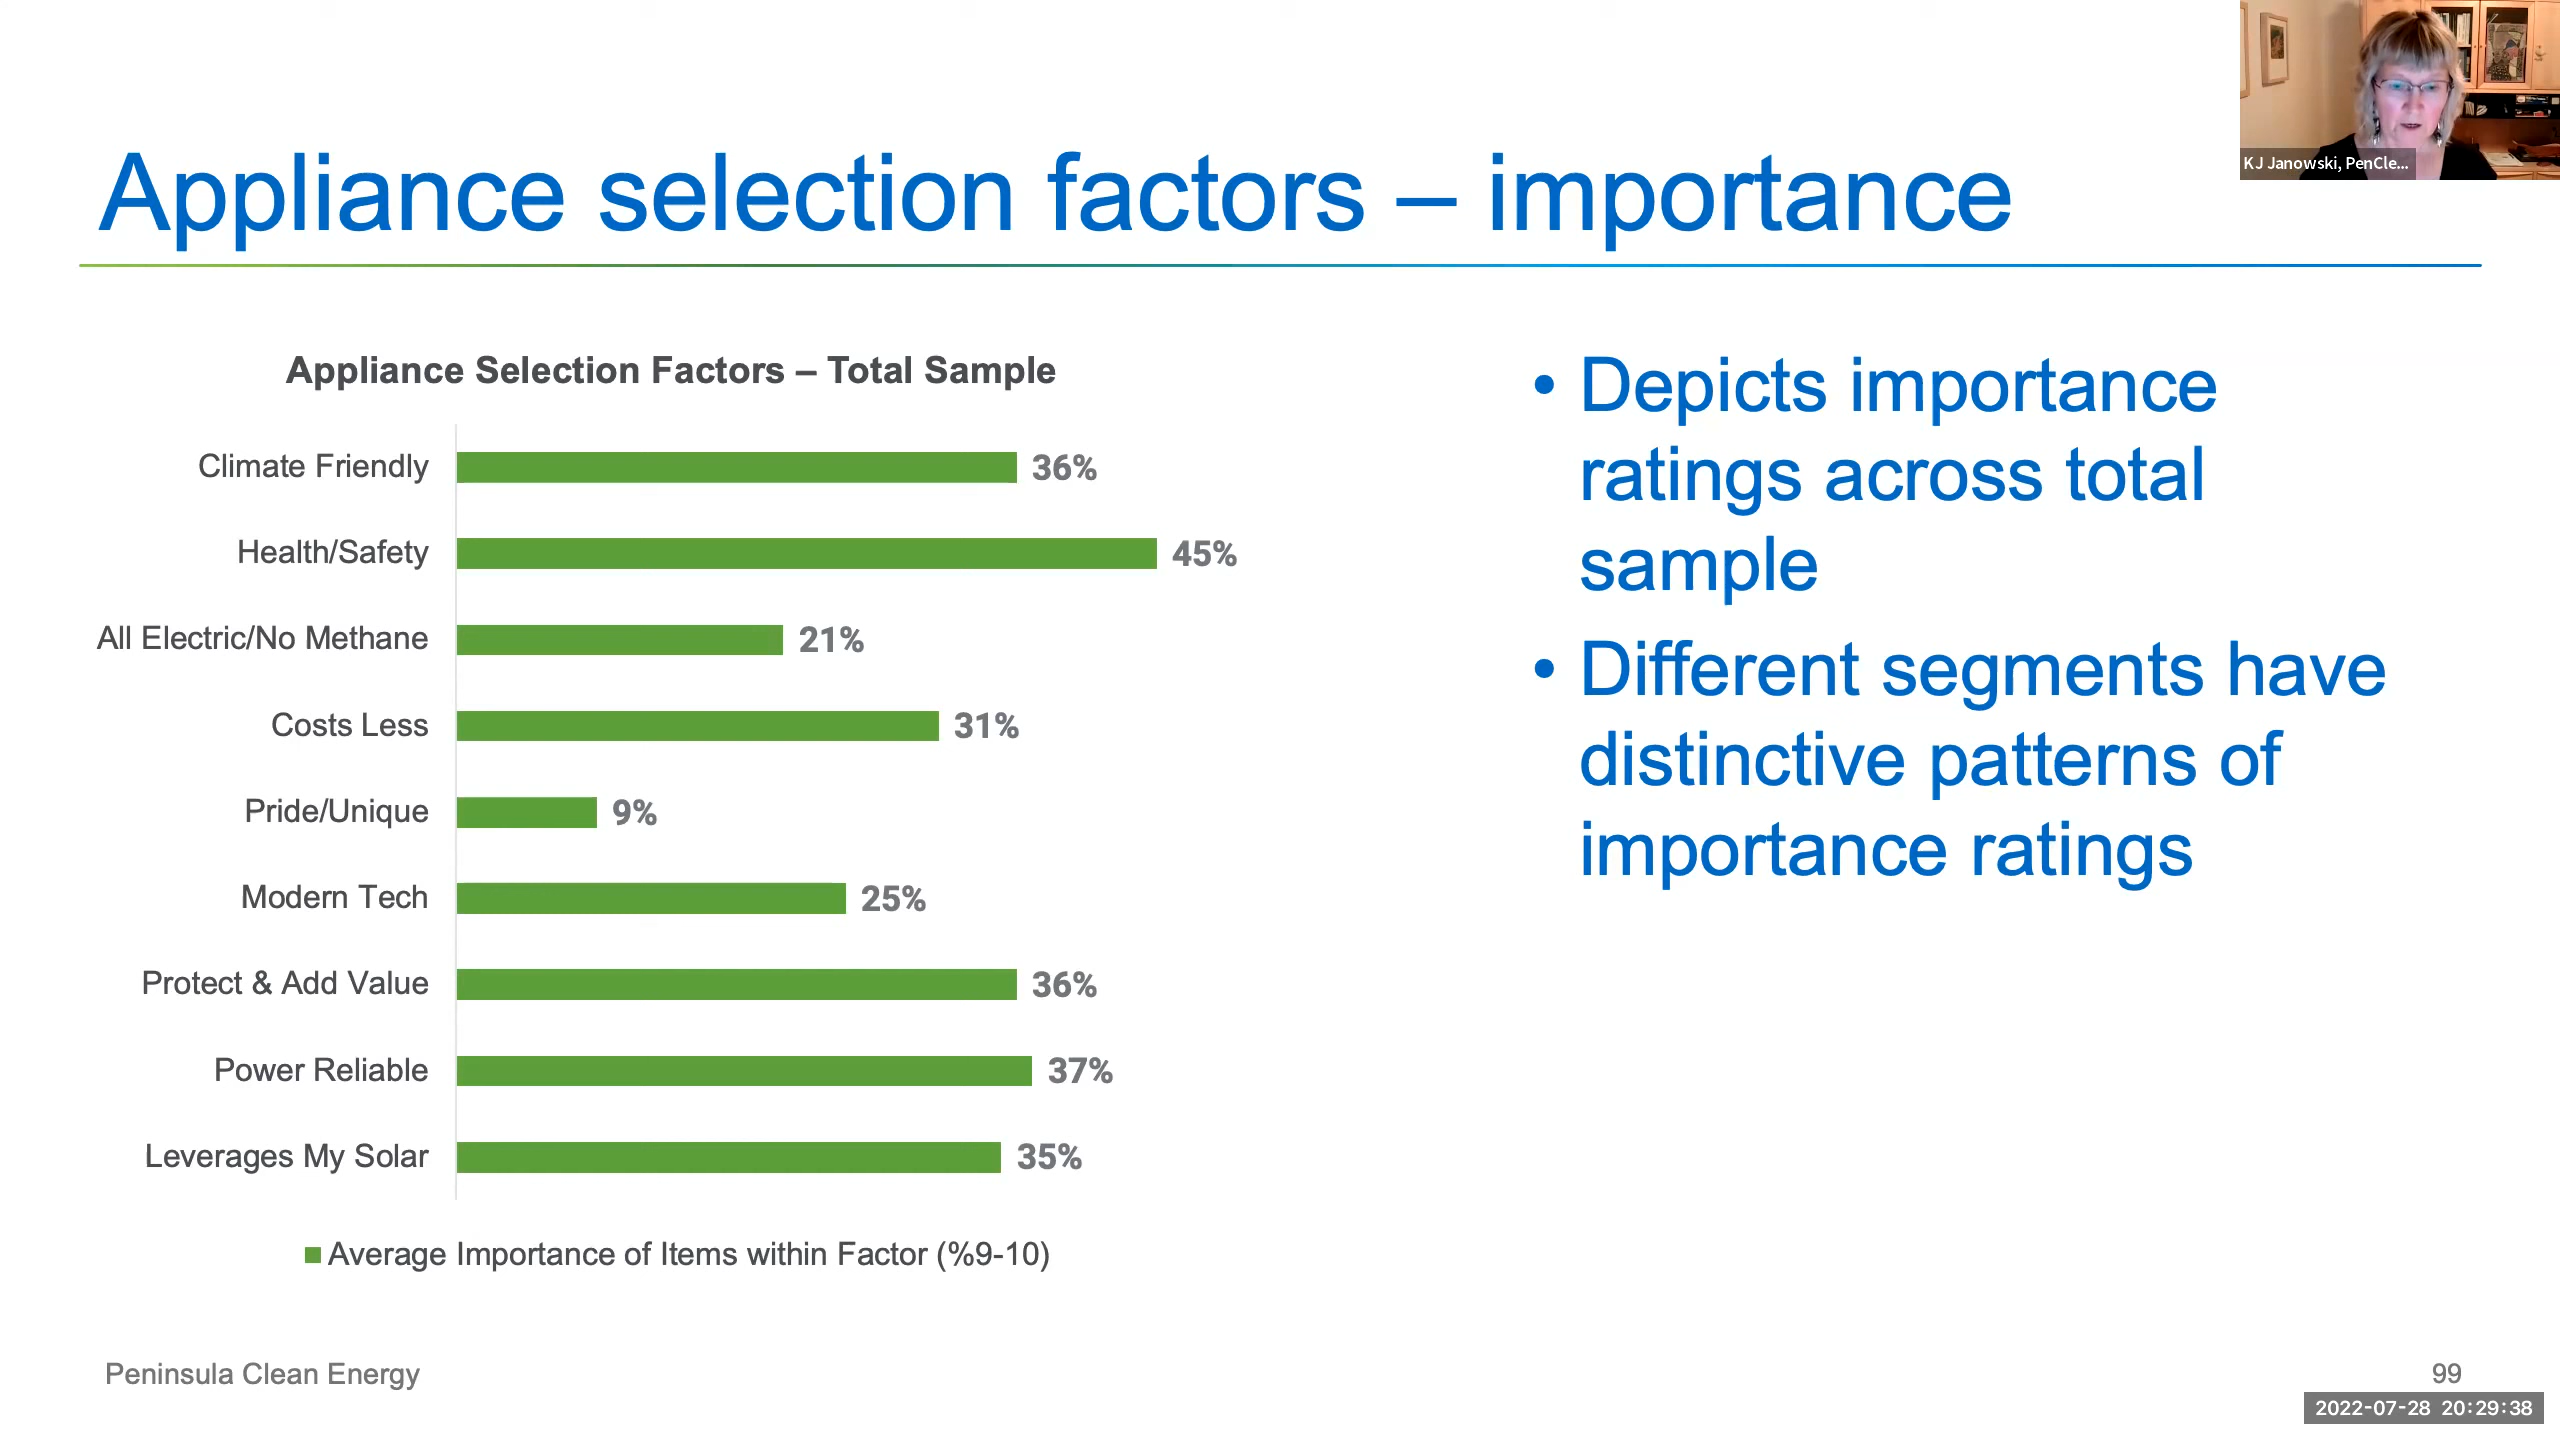 KJ Janowski, PenCle...
Appliance selection factors – importance
Appliance Selection Factors – Total Sample
Climate Friendly 36%
Health/Safety 45%
All Electric/No Methane 21%
Costs Less 31%
Pride/Unique 9%
Modern Tech 25%
Protect & Add Value 36%
Power Reliable 37%
Leverages My Solar 35%
Average Importance of Items within Factor (%9-10)
• Depicts importance
ratings across total
sample
• Different segments have
distinctive patterns of
importance ratings
Peninsula Clean Energy
99
2022-07-28 20:29:38